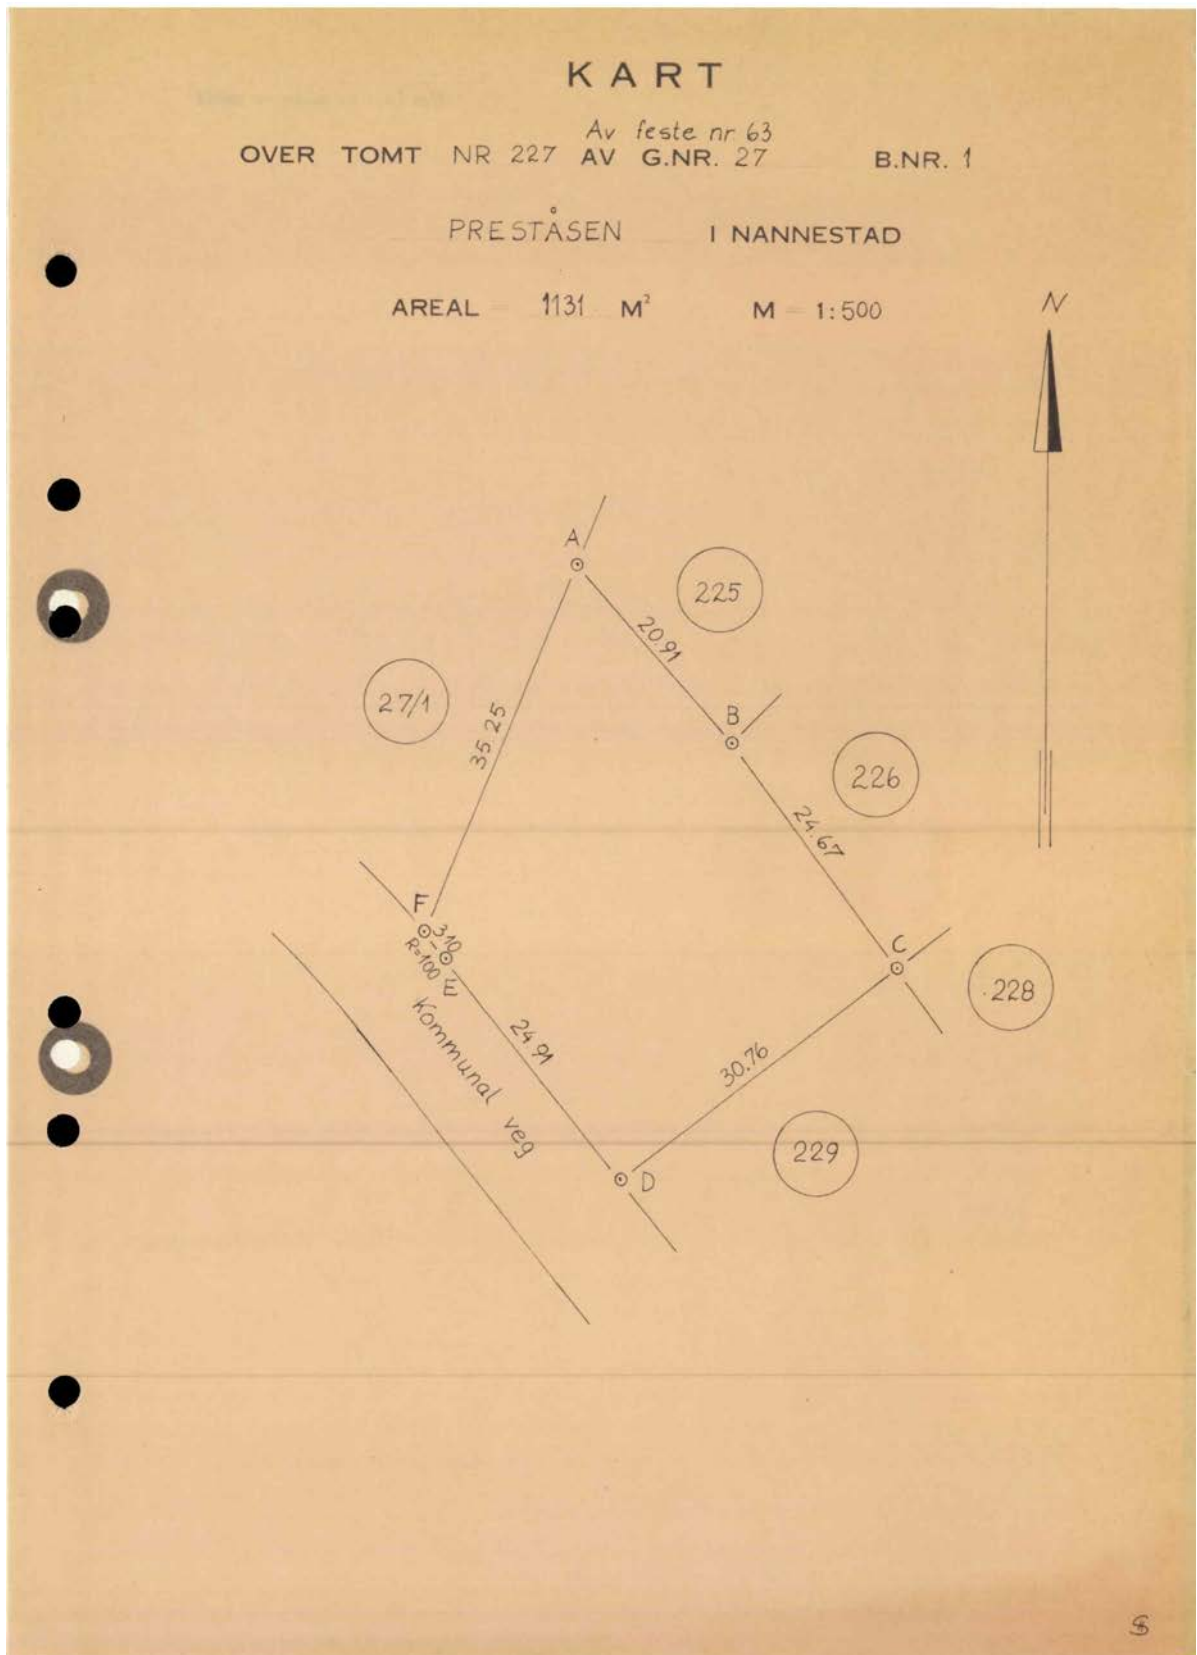 KART
Av feste nr 63
OVER TOMT NR 227 AV G.NR. 27 B.NR. 1
PRESTÅSEN I NANNESTAD
AREAL = 1131 M² M = 1:500
N
A
225
20.91
27/1
35.25
B
226
24.67
F
310
R=100
E
C
228
24.91
Kommunal veg
30.76
229
D